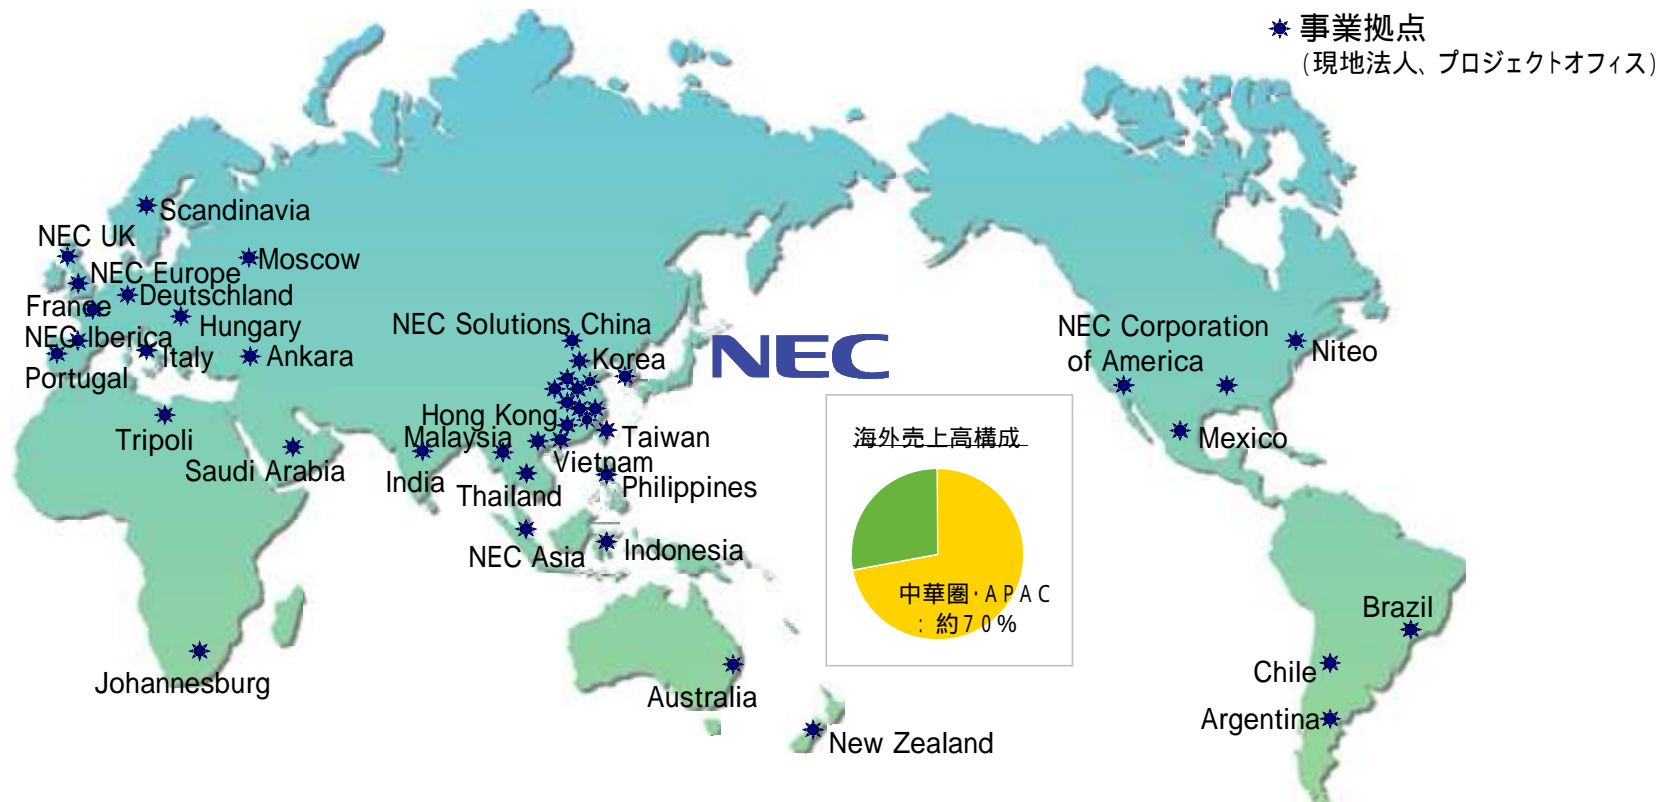 事業拠点
(現地法人、プロジェクトオフィス)
Scandinavia
NEC UK
Moscow
NEC Europe
Deutschland
France
Hungary
NEC Iberica
Italy
Ankara
Portugal
Tripoli
Saudi Arabia
Johannesburg
NEC Solutions China
Korea
NEC
Hong Kong
Malaysia
Taiwan
India
Vietnam
Thailand
Philippines
NEC Asia
Indonesia
Australia
New Zealand
海外売上高構成
中華圏・APAC
:約70%
NEC Corporation
of America
Niteo
Mexico
Brazil
Chile
Argentina